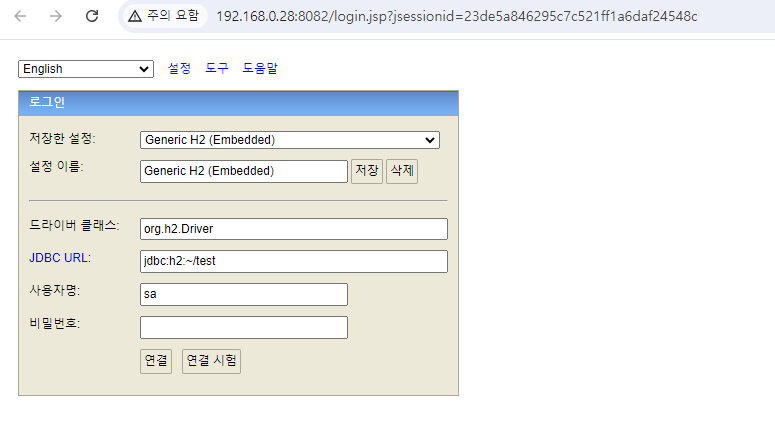 주의 요함 192.168.0.28:8082/login.jsp?jsessionid=23de5a846295c7c521ff1a6daf24548c
English 설정 도구 도움말
로그인
저장한 설정: Generic H2 (Embedded)
설정 이름: Generic H2 (Embedded) 저장 삭제
드라이버 클래스: org.h2.Driver
JDBC URL: jdbc:h2:~/test
사용자명: sa
비밀번호:
연결 연결 시험